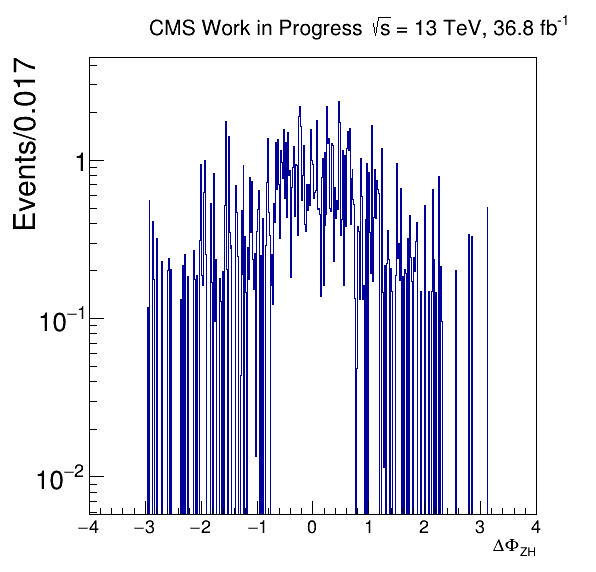 CMS Work in Progress √s = 13 TeV, 36.8 fb⁻¹
Events/0.017
1
10⁻¹
10⁻²
−4 −3 −2 −1 0 1 2 3 4
ΔΦ_ZH